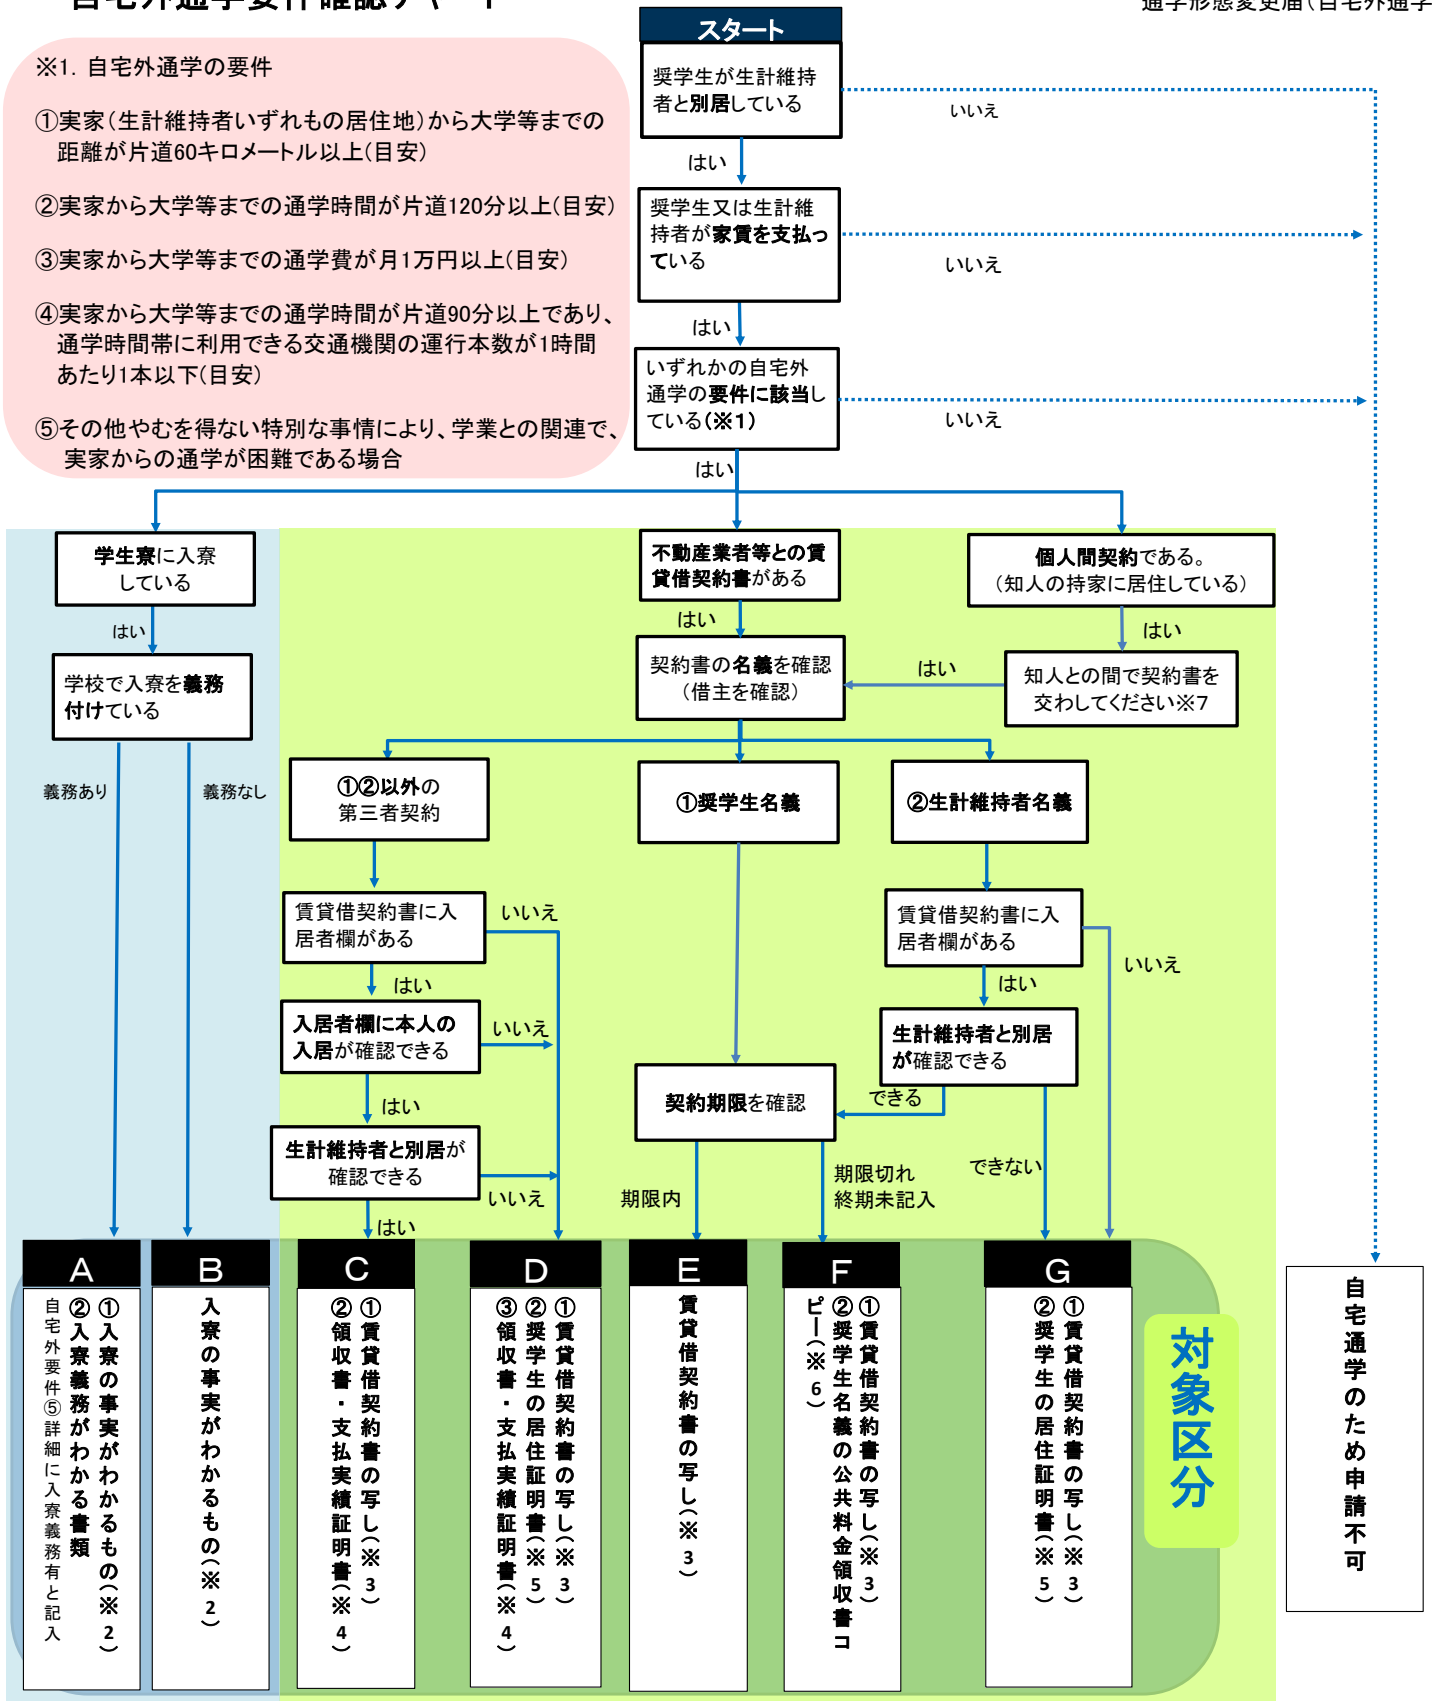 自宅外通学要件確認チャート
通学形態変更届（自宅外通学
※1．自宅外通学の要件
①実家（生計維持者いずれもの居住地）から大学等までの
距離が片道60キロメートル以上(目安)
②実家から大学等までの通学時間が片道120分以上(目安)
③実家から大学等までの通学費が月1万円以上(目安)
④実家から大学等までの通学時間が片道90分以上であり、
通学時間帯に利用できる交通機関の運行本数が1時間
あたり1本以下(目安)
⑤その他やむを得ない特別な事情により、学業との関連で、
実家からの通学が困難である場合
スタート
奨学生が生計維持
者と別居している
いいえ
はい
奨学生又は生計維
持者が家賃を支払っ
ている
いいえ
はい
いずれかの自宅外
通学の要件に該当し
ている(※1)
いいえ
はい
学生寮に入寮
している
はい
学校で入寮を義務
付けている
義務あり
義務なし
不動産業者等との賃
貸借契約書がある
はい
契約書の名義を確認
（借主を確認）
個人間契約である。
（知人の持家に居住している）
はい
知人との間で契約書を
交わしてください※7
はい
①②以外の
第三者契約
①奨学生名義
②生計維持者名義
賃貸借契約書に入
居者欄がある
いいえ
はい
入居者欄に本人の
入居が確認できる
いいえ
はい
生計維持者と別居が
確認できる
いいえ
はい
賃貸借契約書に入
居者欄がある
いいえ
はい
生計維持者と別居
が確認できる
できる
できない
契約期限を確認
期限内
期限切れ
終期未記入
A
①入寮の事実がわかるもの(※2)
②入寮義務がわかる書類
自宅外要件⑤詳細に入寮義務有と記入
B
入寮の事実がわかるもの(※2)
C
①賃貸借契約書の写し(※3)
②領収書・支払実績証明書(※4)
D
①賃貸借契約書の写し(※3)
②奨学生の居住証明書(※5)
③領収書・支払実績証明書(※4)
E
賃貸借契約書の写し(※3)
F
①賃貸借契約書の写し(※3)
②奨学生名義の公共料金領収書コ
ピー(※6)
G
①賃貸借契約書の写し(※3)
②奨学生の居住証明書(※5)
対象区分
自宅通学のため申請不可